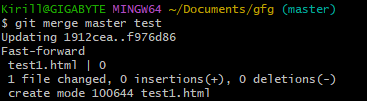 Kirill@GIGABYTE MINGW64 ~/Documents/gfg (master)
$ git merge master test
Updating 1912cea..f976d86
Fast-forward
 test1.html | 0
 1 file changed, 0 insertions(+), 0 deletions(-)
 create mode 100644 test1.html